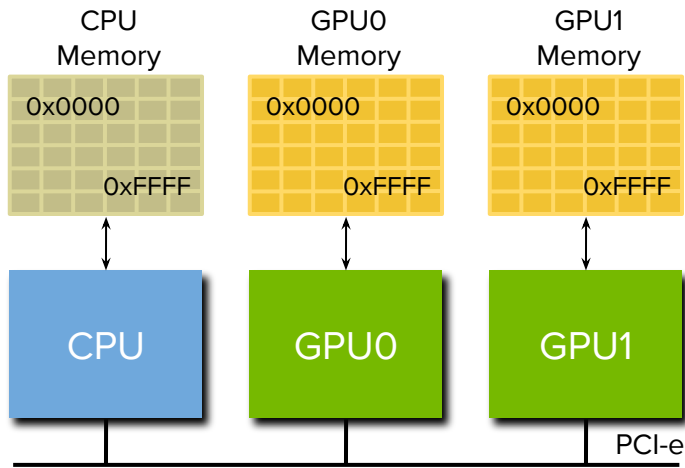 CPU
Memory
GPU0
Memory
GPU1
Memory
0x0000
0xFFFF
0x0000
0xFFFF
0x0000
0xFFFF
CPU
GPU0
GPU1
PCI-e